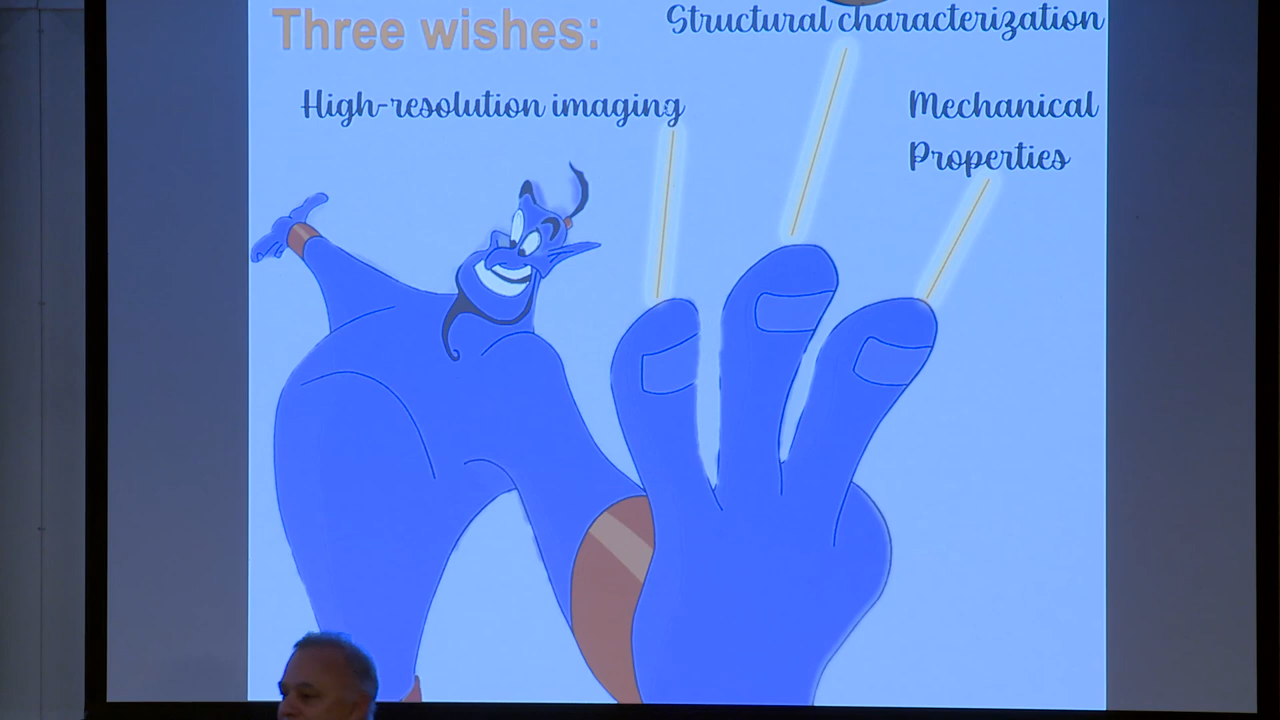 Three wishes:
Structural characterization
High-resolution imaging
Mechanical
Properties